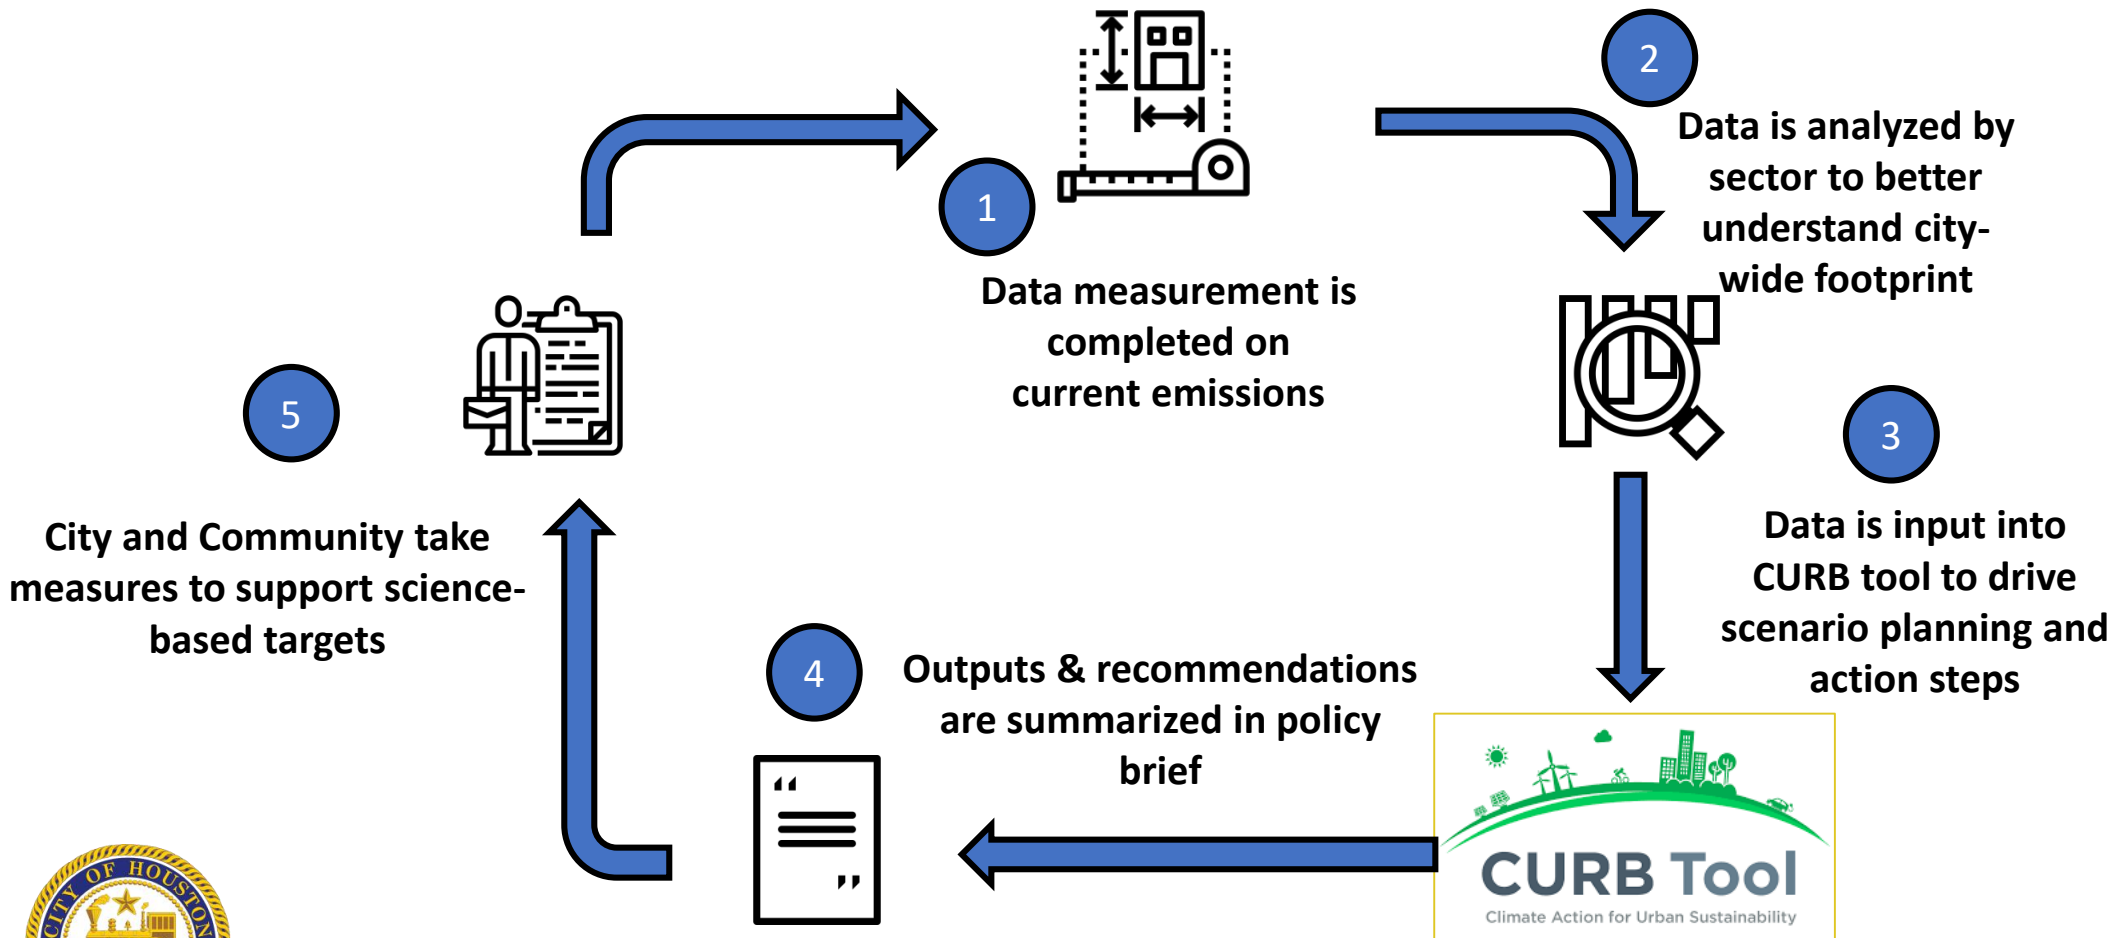 1
Data measurement is
completed on
current emissions
2
Data is analyzed by
sector to better
understand city-
wide footprint
3
Data is input into
CURB tool to drive
scenario planning and
action steps
CURB Tool
Climate Action for Urban Sustainability
4
Outputs & recommendations
are summarized in policy
brief
“
”
5
City and Community take
measures to support science-
based targets
CITY OF HOUSTON